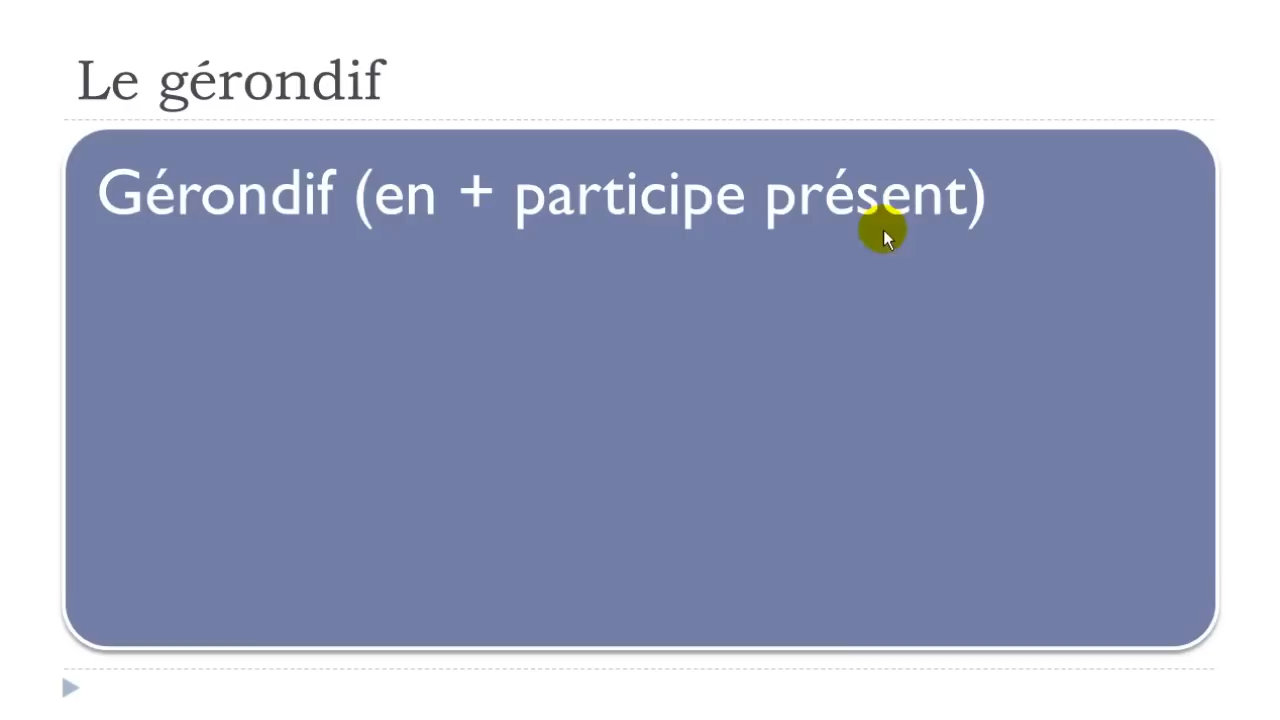 Le gérondif
Gérondif (en + participe présent)